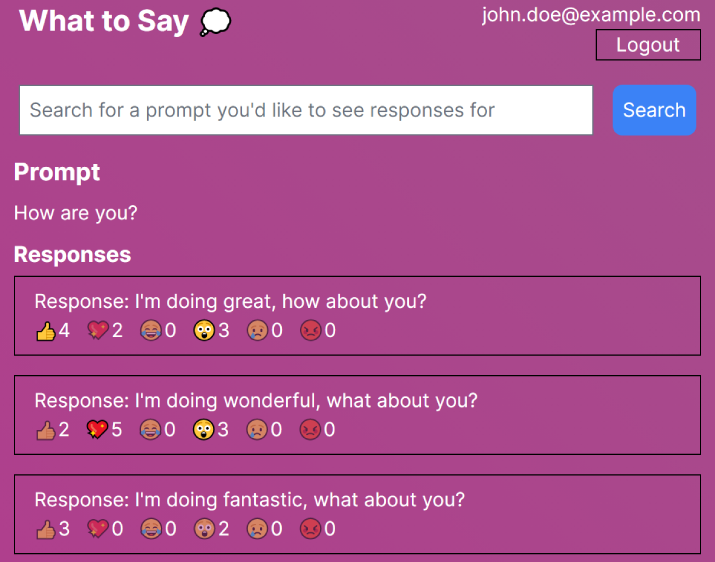 What to Say 💭
john.doe@example.com
Logout
Search for a prompt you'd like to see responses for
Search
Prompt
How are you?
Responses
Response: I'm doing great, how about you?
👍4 💖2 😂0 😲3 😢0 😡0
Response: I'm doing wonderful, what about you?
👍2 💖5 😂0 😲3 😢0 😡0
Response: I'm doing fantastic, what about you?
👍3 💖0 😂0 😲2 😢0 😡0